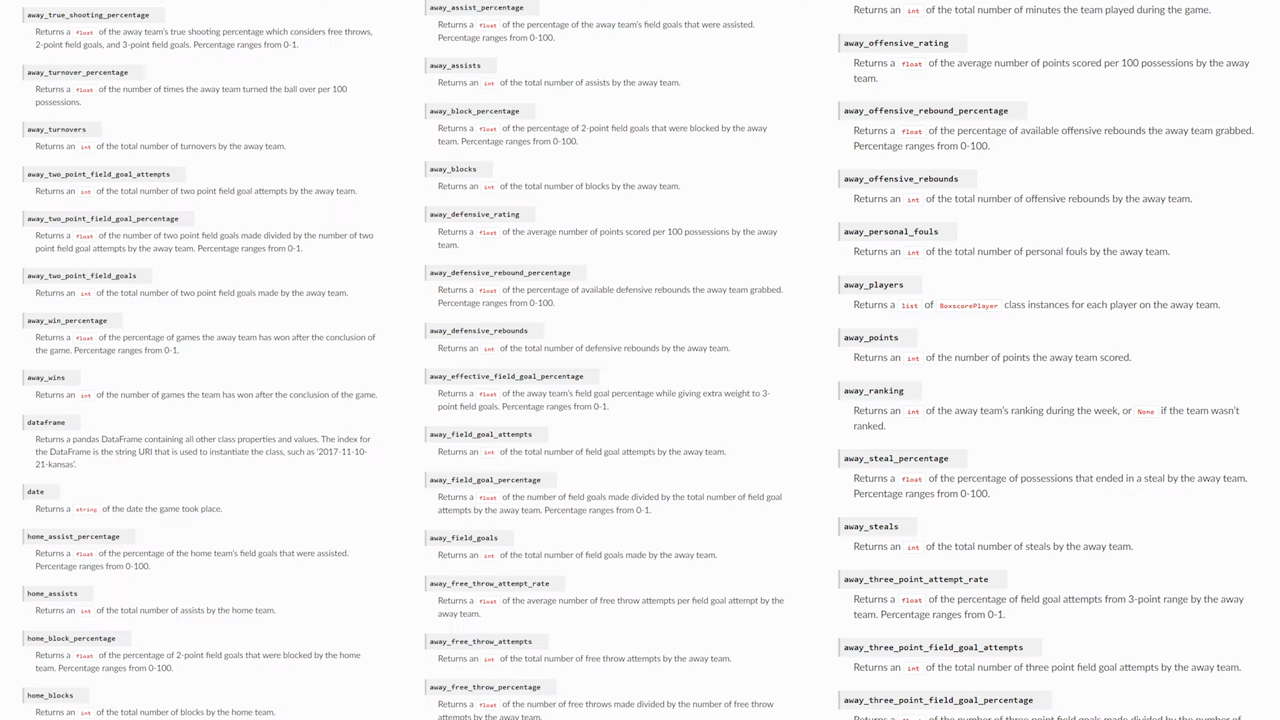 away_true_shooting_percentage
Returns a float of the away team's true shooting percentage which considers free throws,
2-point field goals, and 3-point field goals. Percentage ranges from 0-1.
away_turnover_percentage
Returns a float of the number of times the away team turned the ball over per 100
possessions.
away_turnovers
Returns an int of the total number of turnovers by the away team.
away_two_point_field_goal_attempts
Returns an int of the total number of two point field goal attempts by the away team.
away_two_point_field_goal_percentage
Returns a float of the number of two point field goals made divided by the number of two
point field goal attempts by the away team. Percentage ranges from 0-1.
away_two_point_field_goals
Returns an int of the total number of two point field goals made by the away team.
away_win_percentage
Returns a float of the percentage of games the away team has won after the conclusion of
the game. Percentage ranges from 0-1.
away_wins
Returns an int of the number of games the team has won after the conclusion of the game.
dataframe
Returns a pandas DataFrame containing all other class properties and values. The index for
the DataFrame is the string URI that is used to instantiate the class, such as '2017-11-10-
21-kansas'.
date
Returns a string of the date the game took place.
home_assist_percentage
Returns a float of the percentage of the home team's field goals that were assisted.
Percentage ranges from 0-100.
home_assists
Returns an int of the total number of assists by the home team.
home_block_percentage
Returns a float of the percentage of 2-point field goals that were blocked by the home
team. Percentage ranges from 0-100.
home_blocks
Returns an int of the total number of blocks by the home team.
away_assist_percentage
Returns a float of the percentage of the away team's field goals that were assisted.
Percentage ranges from 0-100.
away_assists
Returns an int of the total number of assists by the away team.
away_block_percentage
Returns a float of the percentage of 2-point field goals that were blocked by the away
team. Percentage ranges from 0-100.
away_blocks
Returns an int of the total number of blocks by the away team.
away_defensive_rating
Returns a float of the average number of points scored per 100 possessions by the away
team.
away_defensive_rebound_percentage
Returns a float of the percentage of available defensive rebounds the away team grabbed.
Percentage ranges from 0-100.
away_defensive_rebounds
Returns an int of the total number of defensive rebounds by the away team.
away_effective_field_goal_percentage
Returns a float of the away team's field goal percentage while giving extra weight to 3-
point field goals. Percentage ranges from 0-1.
away_field_goal_attempts
Returns an int of the total number of field goal attempts by the away team.
away_field_goal_percentage
Returns a float of the number of field goals made divided by the total number of field goal
attempts by the away team. Percentage ranges from 0-1.
away_field_goals
Returns an int of the total number of field goals made by the away team.
away_free_throw_attempt_rate
Returns a float of the average number of free throw attempts per field goal attempt by the
away team.
away_free_throw_attempts
Returns an int of the total number of free throw attempts by the away team.
away_free_throw_percentage
Returns a float of the number of free throws made divided by the number of free throw
attempts by the away team. Percentage ranges from 0-1.
Returns an int of the total number of minutes the team played during the game.
away_offensive_rating
Returns a float of the average number of points scored per 100 possessions by the away
team.
away_offensive_rebound_percentage
Returns a float of the percentage of available offensive rebounds the away team grabbed.
Percentage ranges from 0-100.
away_offensive_rebounds
Returns an int of the total number of offensive rebounds by the away team.
away_personal_fouls
Returns an int of the total number of personal fouls by the away team.
away_players
Returns a list of BoxscorePlayer class instances for each player on the away team.
away_points
Returns an int of the number of points the away team scored.
away_ranking
Returns an int of the away team's ranking during the week, or None if the team wasn't
ranked.
away_steal_percentage
Returns a float of the percentage of possessions that ended in a steal by the away team.
Percentage ranges from 0-100.
away_steals
Returns an int of the total number of steals by the away team.
away_three_point_attempt_rate
Returns a float of the percentage of field goal attempts from 3-point range by the away
team. Percentage ranges from 0-1.
away_three_point_field_goal_attempts
Returns an int of the total number of three point field goal attempts by the away team.
away_three_point_field_goal_percentage
Returns a float of the number of three point field goals made divided by the number of